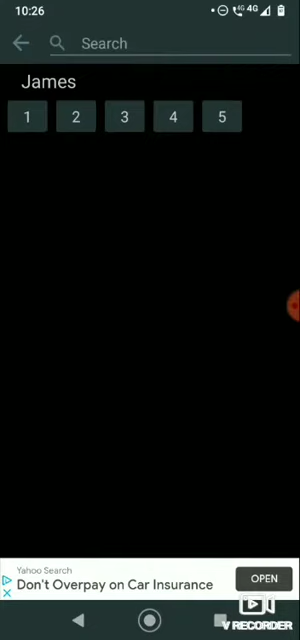 10:26
4G 4G
Search
James
1 2 3 4 5
Yahoo Search
Don't Overpay on Car Insurance
OPEN
V RECORDER